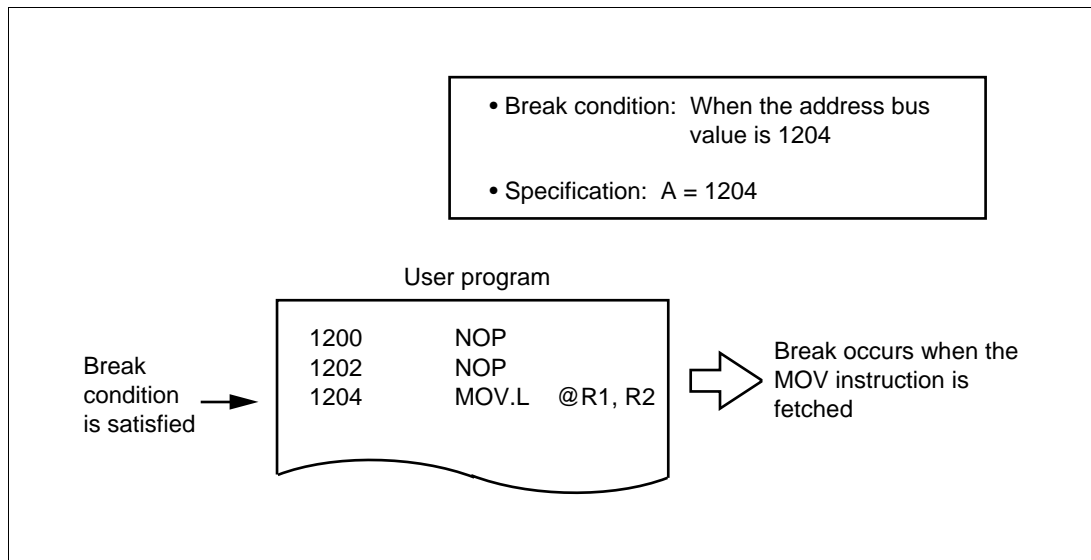 • Break condition: When the address bus
value is 1204
• Specification: A = 1204
User program
1200 NOP
1202 NOP
1204 MOV.L @R1, R2
Break
condition
is satisfied
Break occurs when the
MOV instruction is
fetched